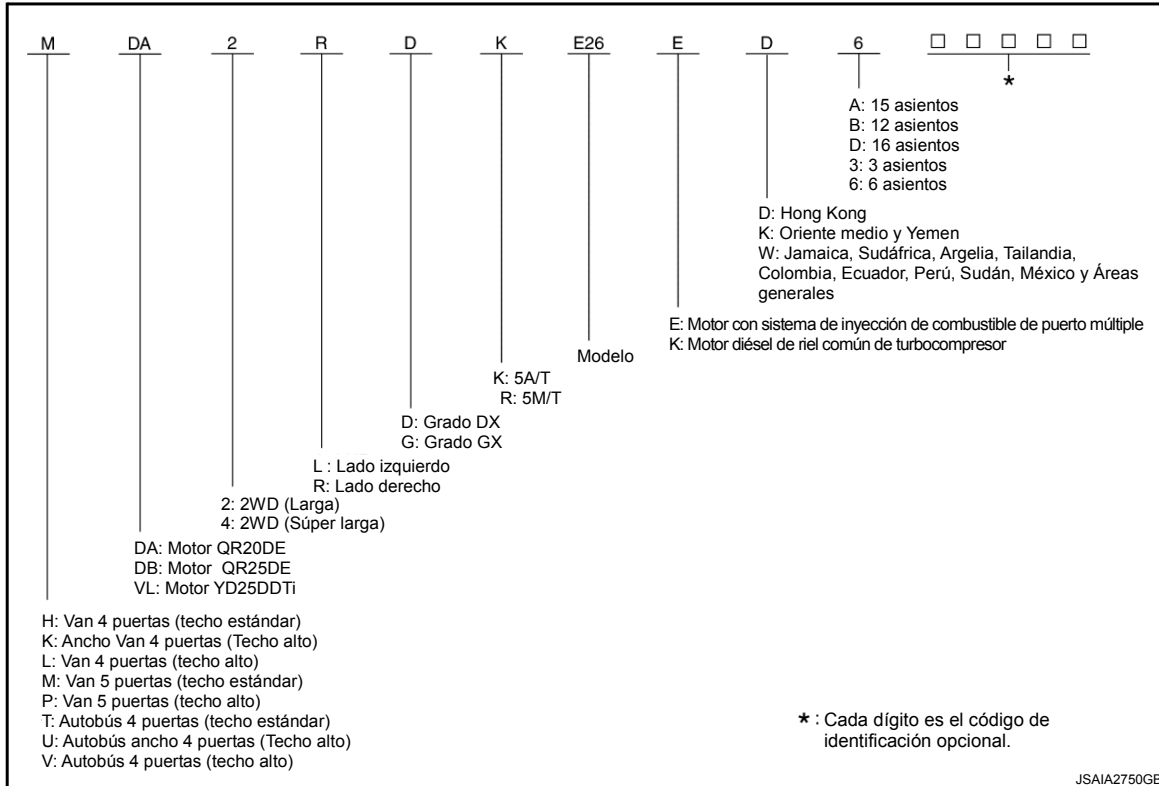 M DA 2 R D K E26 E D 6 □ □ □ □ □
*
A: 15 asientos
B: 12 asientos
D: 16 asientos
3: 3 asientos
6: 6 asientos
D: Hong Kong
K: Oriente medio y Yemen
W: Jamaica, Sudáfrica, Argelia, Tailandia,
Colombia, Ecuador, Perú, Sudán, México y Áreas
generales
E: Motor con sistema de inyección de combustible de puerto múltiple
K: Motor diésel de riel común de turbocompresor
Modelo
K: 5A/T
R: 5M/T
D: Grado DX
G: Grado GX
L : Lado izquierdo
R: Lado derecho
2: 2WD (Larga)
4: 2WD (Súper larga)
DA: Motor QR20DE
DB: Motor QR25DE
VL: Motor YD25DDTi
H: Van 4 puertas (techo estándar)
K: Ancho Van 4 puertas (Techo alto)
L: Van 4 puertas (techo alto)
M: Van 5 puertas (techo estándar)
P: Van 5 puertas (techo alto)
T: Autobús 4 puertas (techo estándar)
U: Autobús ancho 4 puertas (Techo alto)
V: Autobús 4 puertas (techo alto)
* : Cada dígito es el código de
identificación opcional.
JSAIA2750GB